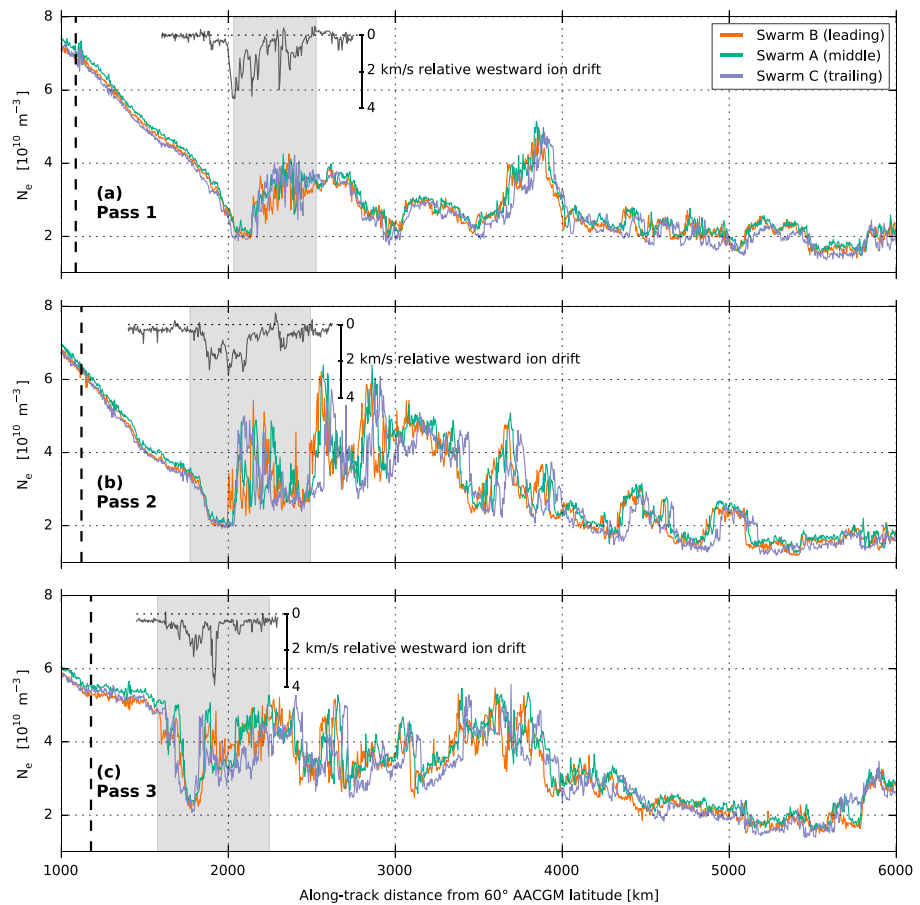 8
6
4
2
N_e [10^10 m^-3]
0
2 km/s relative westward ion drift
4
Swarm B (leading)
Swarm A (middle)
Swarm C (trailing)
(a)
Pass 1
8
6
4
2
N_e [10^10 m^-3]
0
2 km/s relative westward ion drift
4
(b)
Pass 2
8
6
4
2
N_e [10^10 m^-3]
0
2 km/s relative westward ion drift
4
(c)
Pass 3
1000 2000 3000 4000 5000 6000
Along-track distance from 60° AACGM latitude [km]